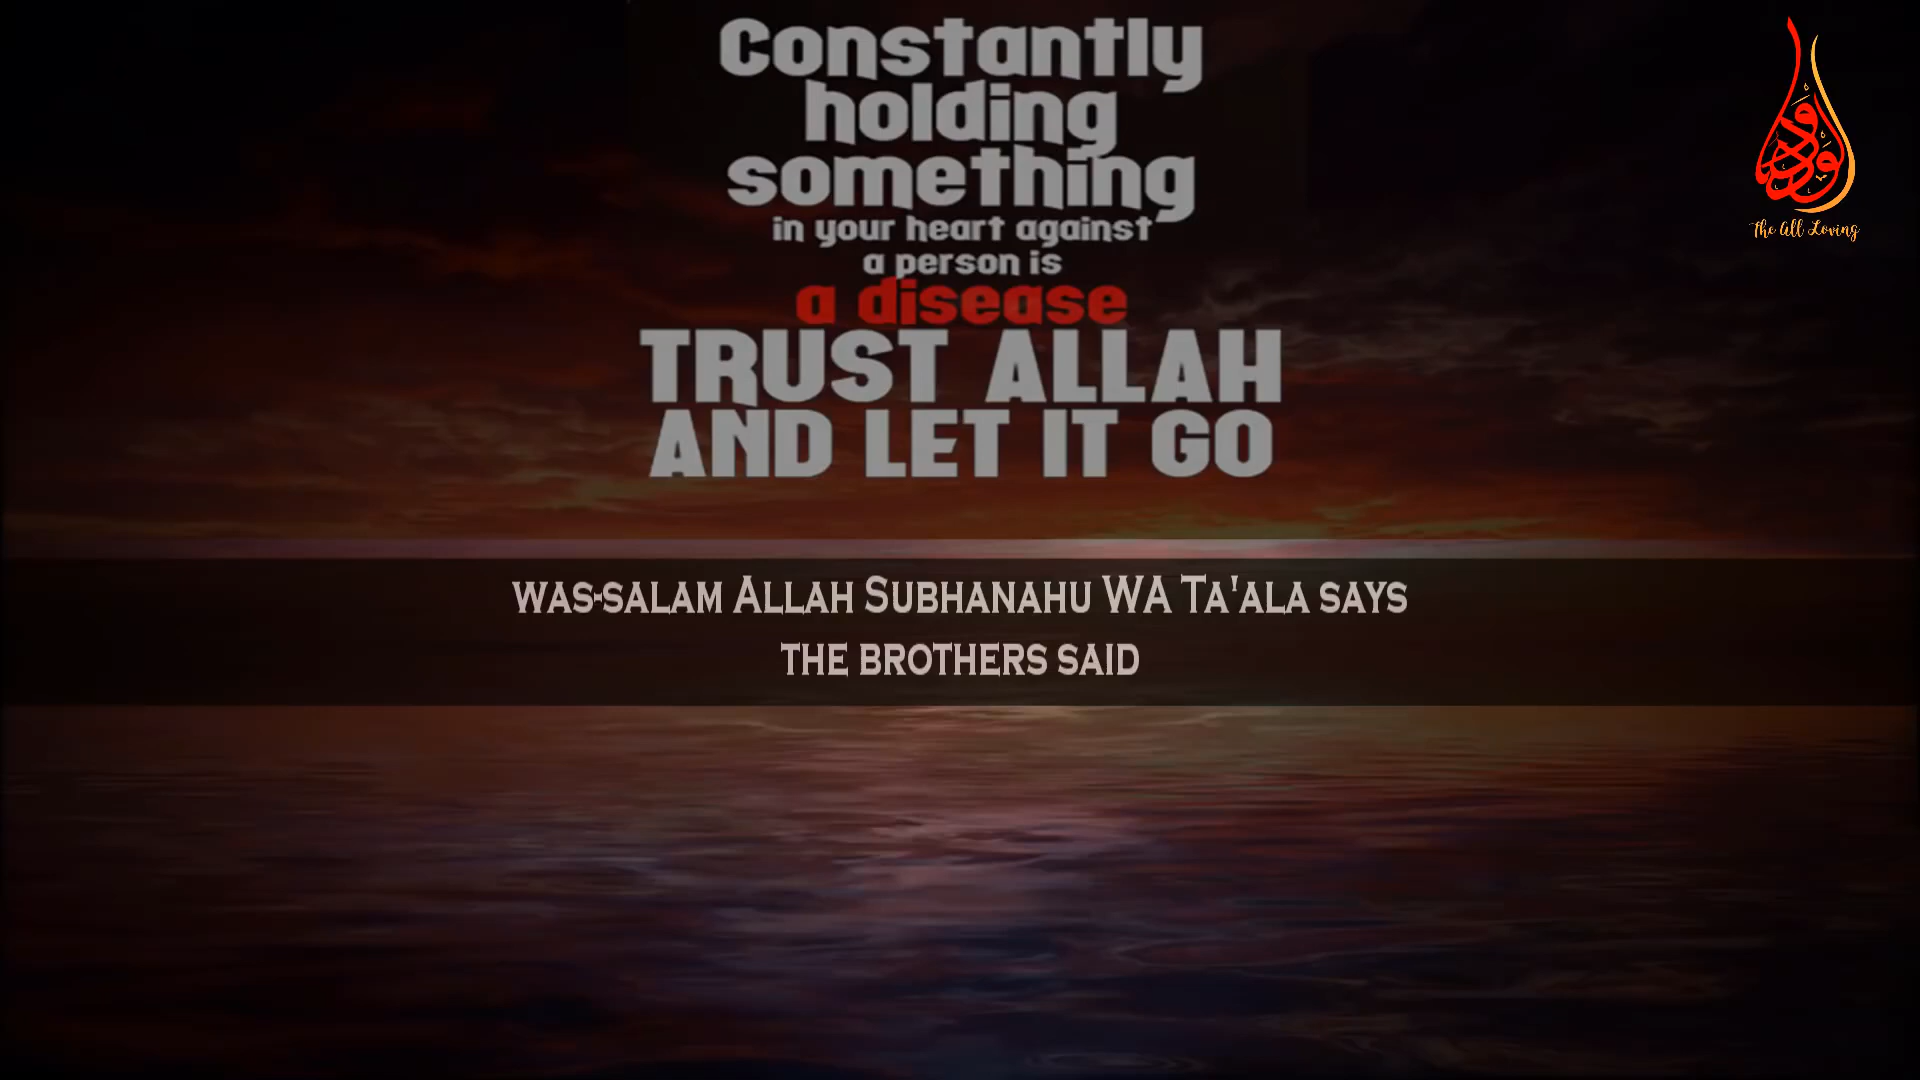 Constantly
holding
something
in your heart against
a person is
a disease
TRUST ALLAH
AND LET IT GO
WAS-SALAM ALLAH SUBHANAHU WA TA'ALA SAYS
THE BROTHERS SAID
The All Loving